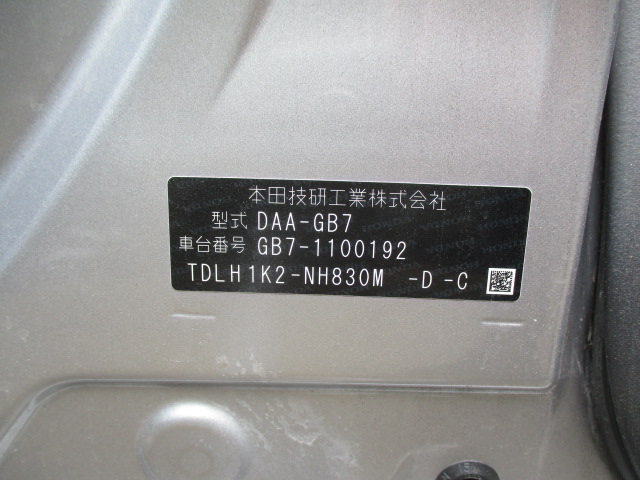 本田技研工業株式会社
型式 DAA-GB7
車台番号 GB7-1100192
TDLH1K2-NH830M -D -C